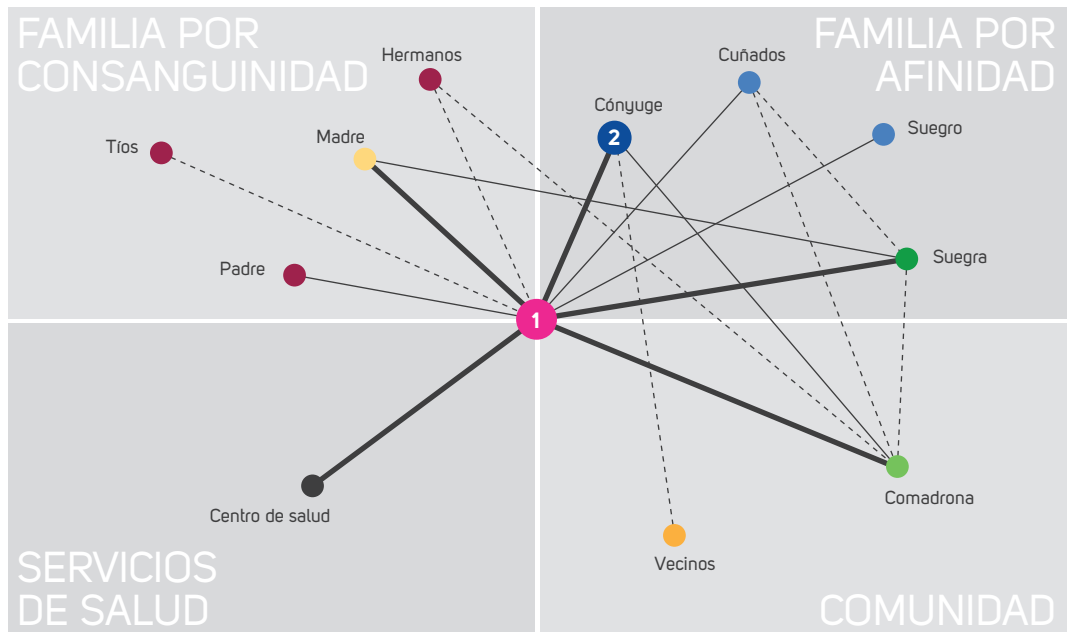 FAMILIA POR
CONSANGUINIDAD
FAMILIA POR
AFINIDAD
Hermanos
Cuñados
Cónyuge
2
Suegro
Madre
Tíos
Padre
Suegra
1
Centro de salud
Comadrona
Vecinos
SERVICIOS
DE SALUD
COMUNIDAD